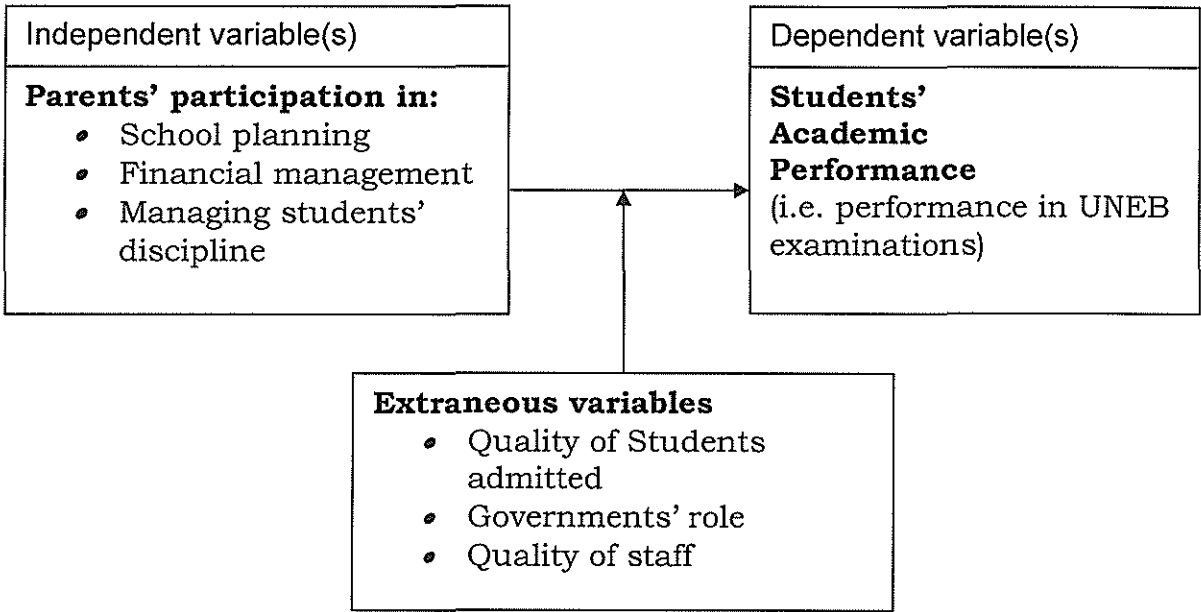 Independent variable(s)
Parents' participation in:
• School planning
• Financial management
• Managing students'
discipline
Dependent variable(s)
Students'
Academic
Performance
(i.e. performance in UNEB
examinations)
Extraneous variables
• Quality of Students
admitted
• Governments' role
• Quality of staff